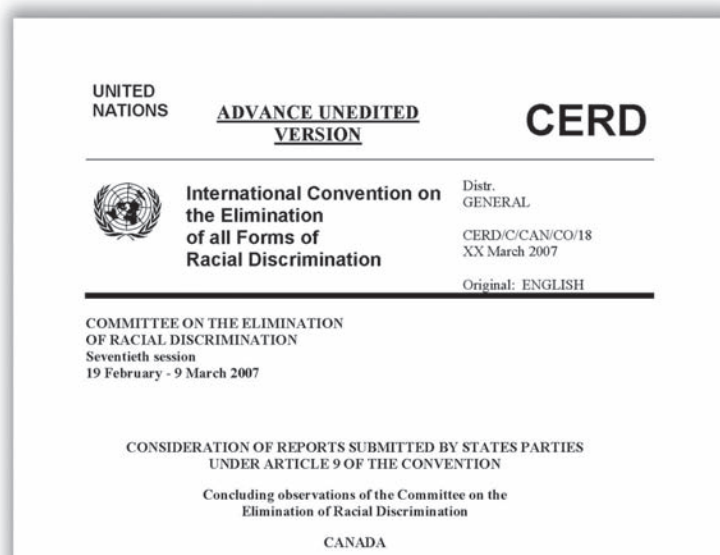 UNITED
NATIONS
ADVANCE UNEDITED
VERSION
CERD
International Convention on
the Elimination
of all Forms of
Racial Discrimination
Distr.
GENERAL
CERD/C/CAN/CO/18
XX March 2007
Original: ENGLISH
COMMITTEE ON THE ELIMINATION
OF RACIAL DISCRIMINATION
Seventieth session
19 February - 9 March 2007
CONSIDERATION OF REPORTS SUBMITTED BY STATES PARTIES
UNDER ARTICLE 9 OF THE CONVENTION
Concluding observations of the Committee on the
Elimination of Racial Discrimination
CANADA